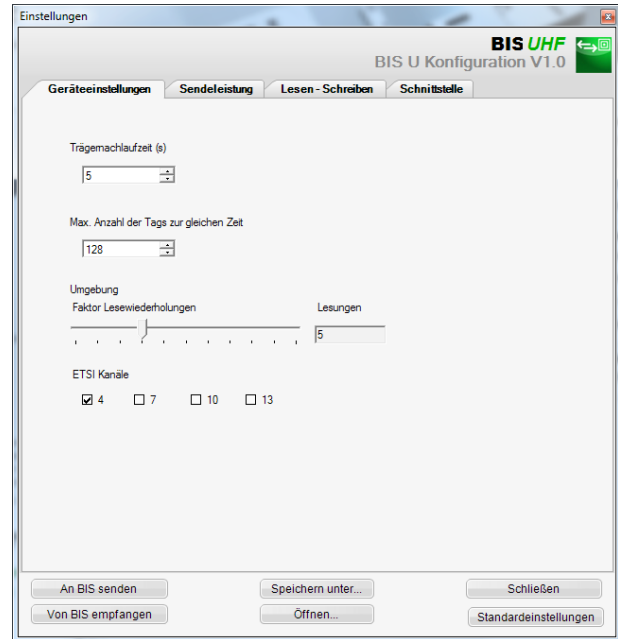 Einstellungen
BIS UHF
BIS U Konfiguration V1.0
Geräteeinstellungen Sendeleistung Lesen - Schreiben Schnittstelle
Trägernachlaufzeit (s)
5
Max. Anzahl der Tags zur gleichen Zeit
128
Umgebung
Faktor Lesewiederholungen Lesungen
5
ETSI Kanäle
4 7 10 13
An BIS senden Speichern unter... Schließen
Von BIS empfangen Öffnen... Standardeinstellungen